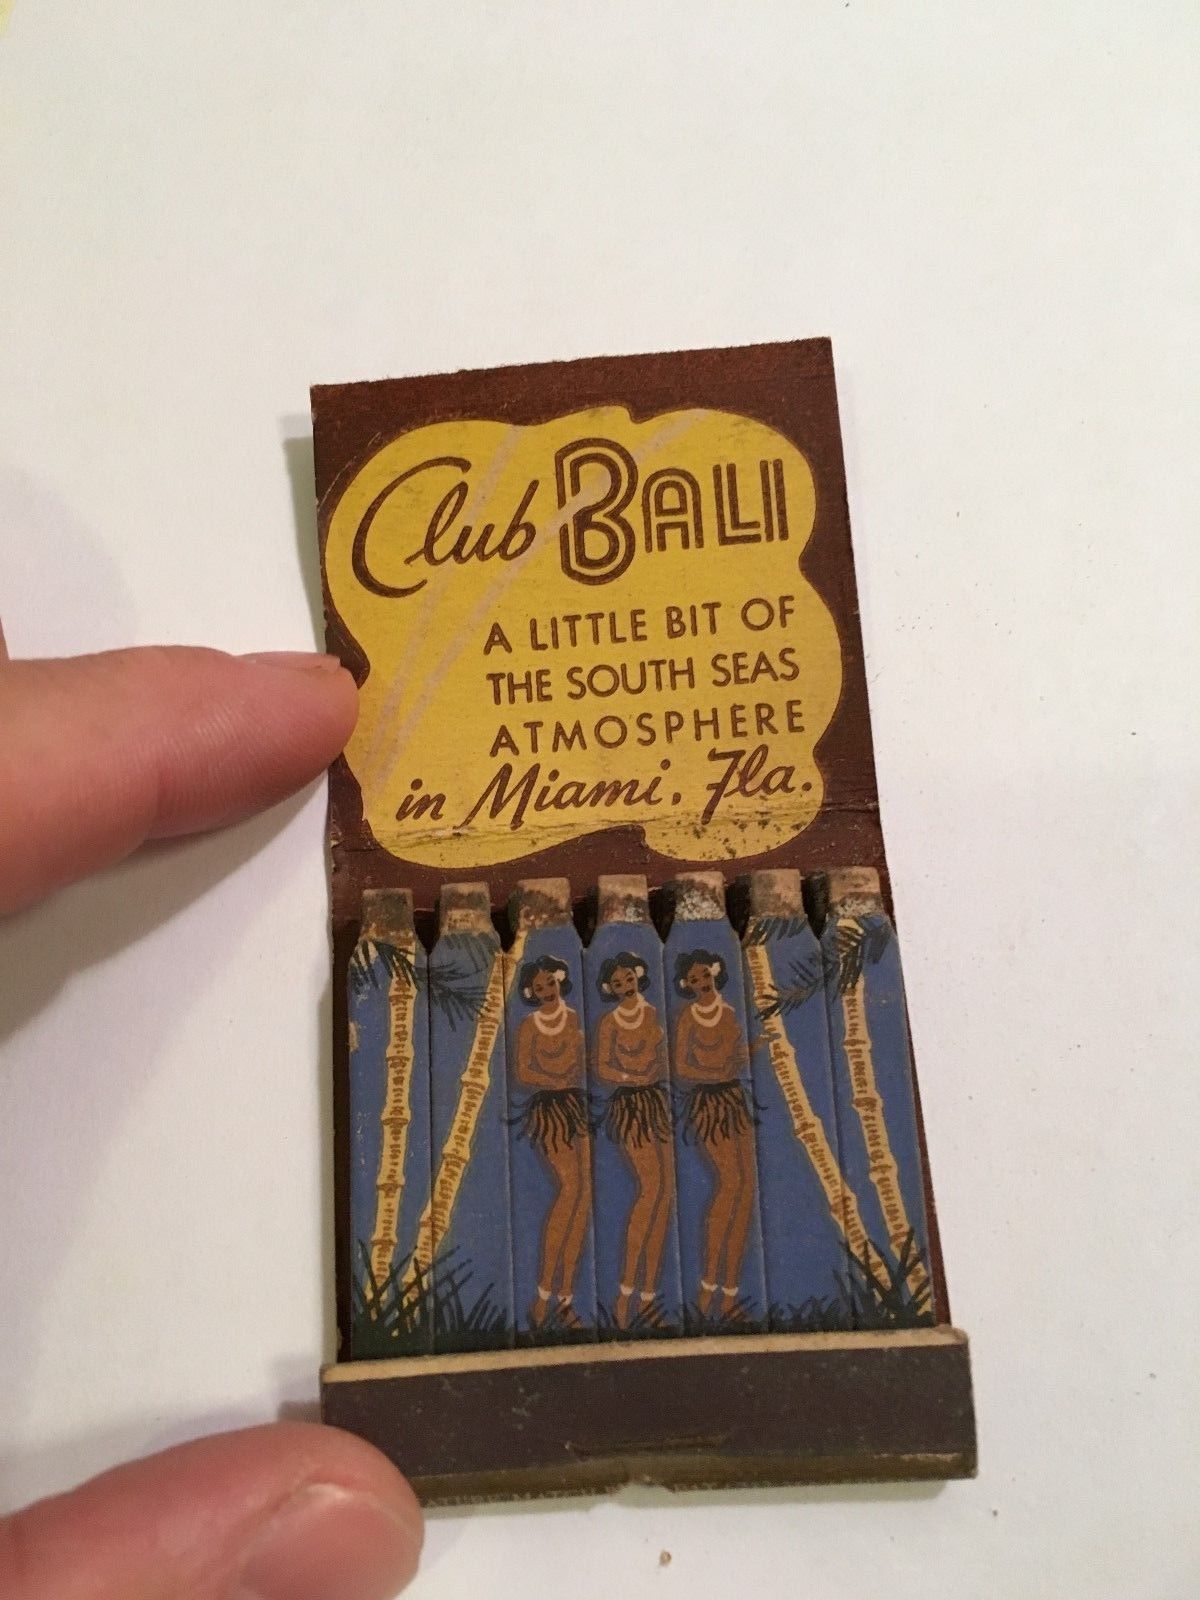 Club BALI
A LITTLE BIT OF
THE SOUTH SEAS
ATMOSPHERE
in Miami, Fla.